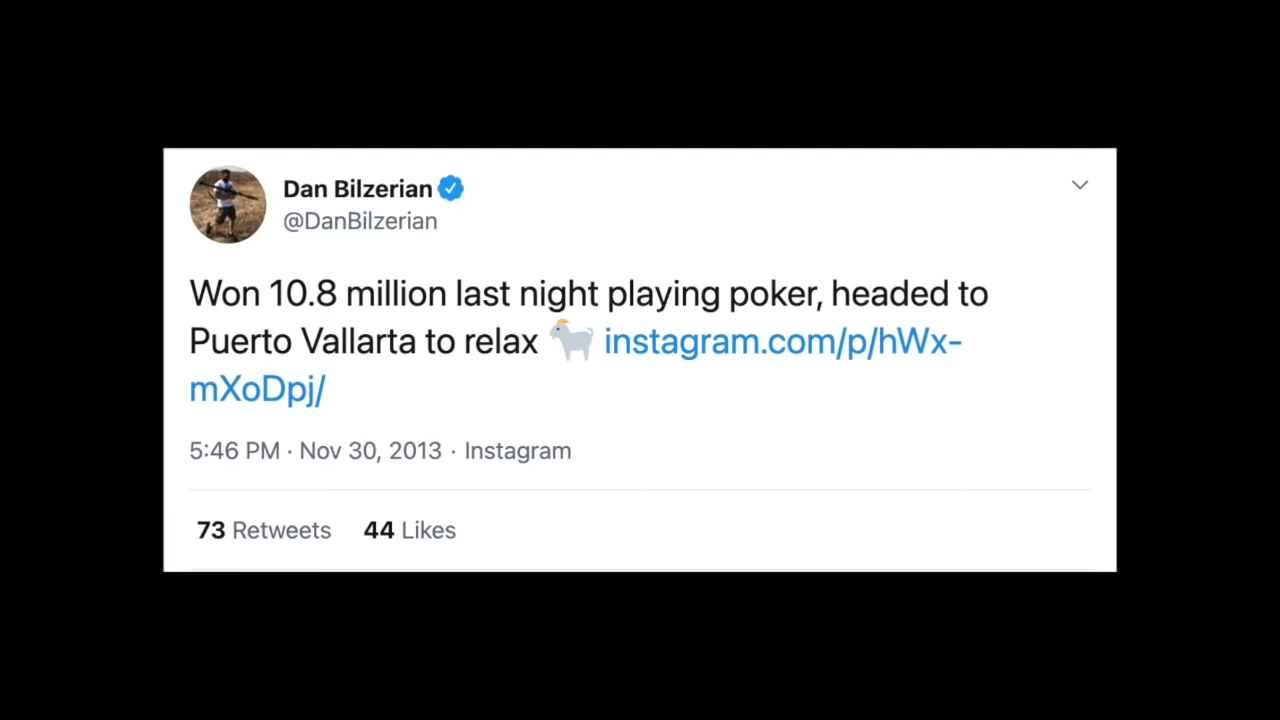 Dan Bilzerian
@DanBilzerian
Won 10.8 million last night playing poker, headed to
Puerto Vallarta to relax 🐐 instagram.com/p/hWx-
mXoDpj/
5:46 PM · Nov 30, 2013 · Instagram
73 Retweets 44 Likes